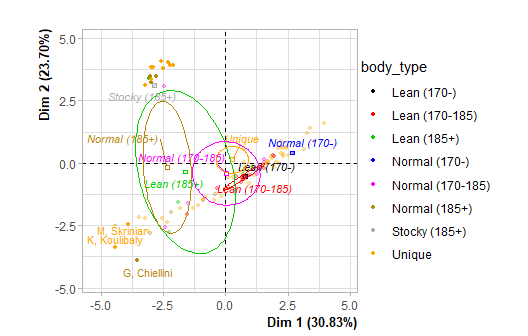 5.0
body_type
Lean (170-)
Lean (170-185)
Lean (185+)
Normal (170-)
Normal (170-185)
Normal (185+)
Stocky (185+)
Unique
Dim 2 (23.70%)
2.5
0.0
-2.5
-5.0
Stocky (185+)
Normal (185+)
Unique
Normal (170-)
Normal (170-185)
Lean (170-)
Lean (185+)
Lean (170-185)
M. Škriniar
K. Koulibaly
G. Chiellini
-5.0
-2.5
0.0
2.5
5.0
Dim 1 (30.83%)